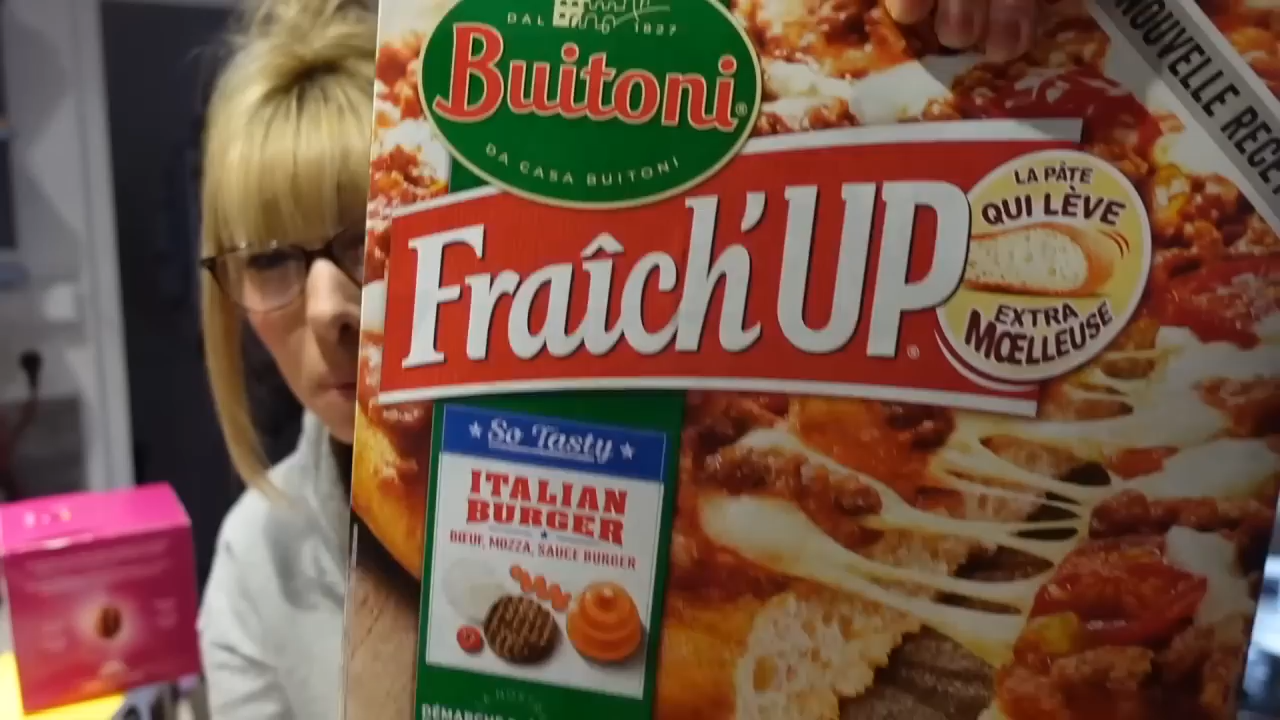 DAL 1827
Buitoni
DA CASA BUITONI
NOUVELLE RECE
Fraîch'UP
LA PÂTE
QUI LÈVE
EXTRA
MŒLLEUSE
So Tasty
ITALIAN
BURGER
BŒUF, MOZZA, SAUCE BURGER
DÉMARCHE